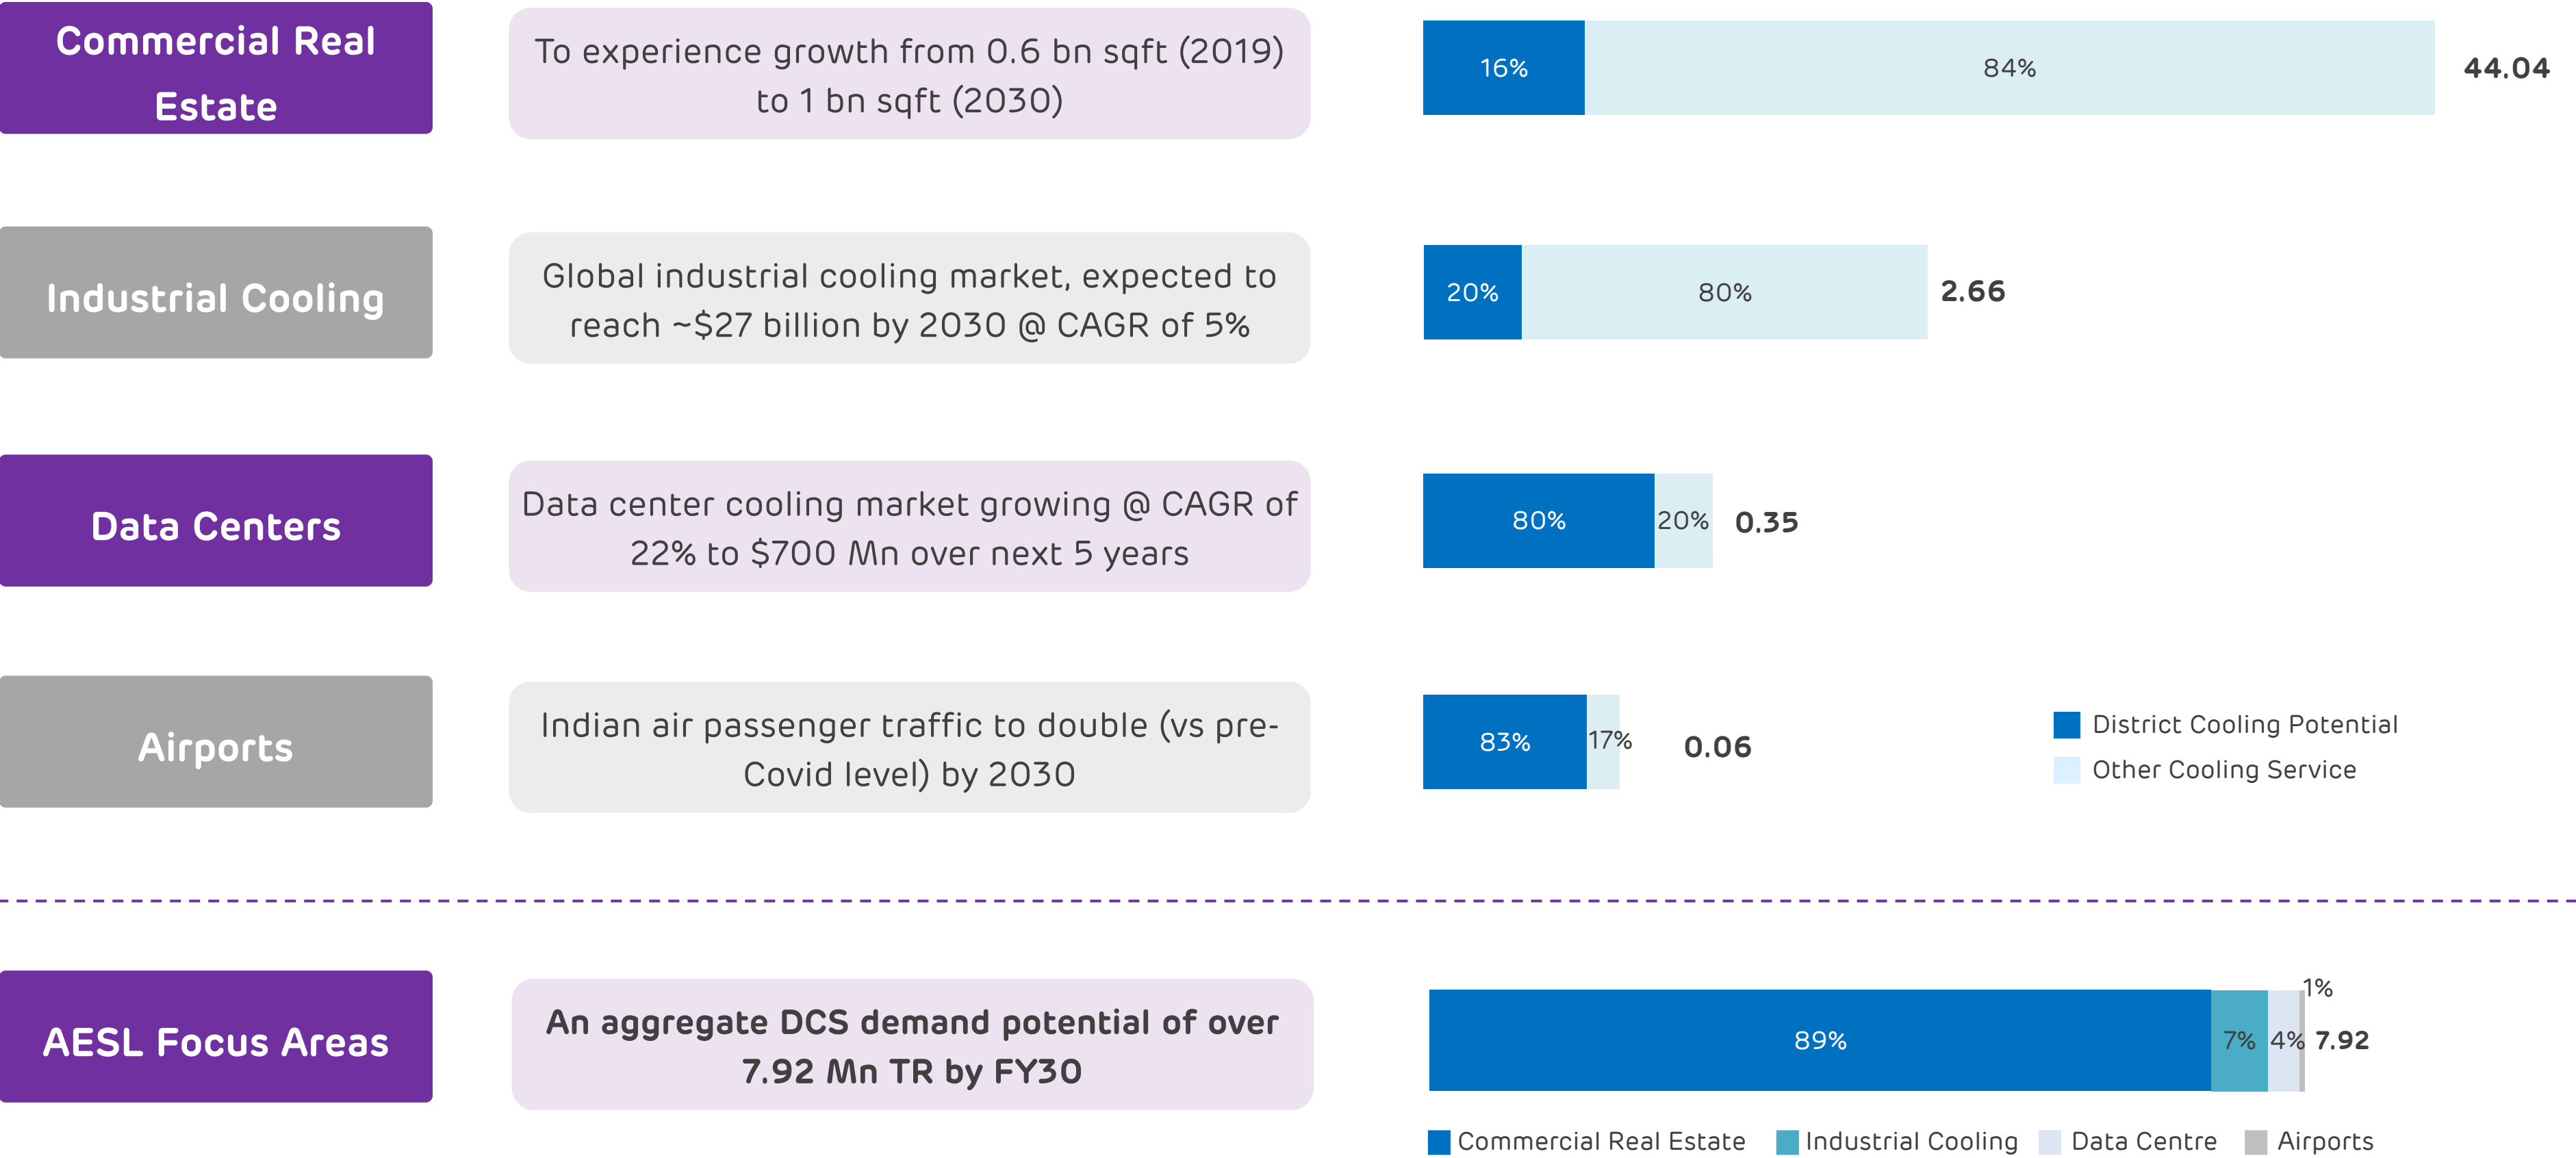 Commercial Real
Estate
To experience growth from 0.6 bn sqft (2019)
to 1 bn sqft (2030)
16%
84%
44.04
Industrial Cooling
Global industrial cooling market, expected to
reach ~$27 billion by 2030 @ CAGR of 5%
20%
80%
2.66
Data Centers
Data center cooling market growing @ CAGR of
22% to $700 Mn over next 5 years
80%
20%
0.35
Airports
Indian air passenger traffic to double (vs pre-
Covid level) by 2030
83%
17%
0.06
District Cooling Potential
Other Cooling Service
AESL Focus Areas
An aggregate DCS demand potential of over
7.92 Mn TR by FY30
89%
7%
4%
1%
7.92
Commercial Real Estate
Industrial Cooling
Data Centre
Airports